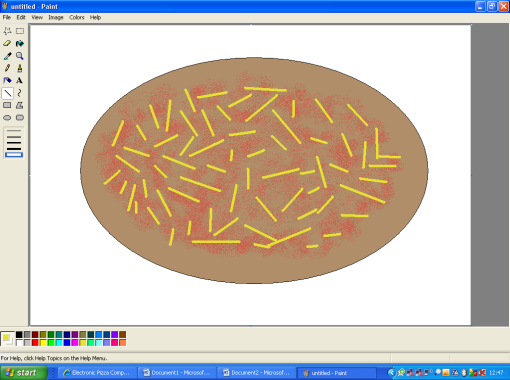 untitled - Paint
File Edit View Image Colors Help
A
For Help, click Help Topics on the Help Menu.
start
Electronic Pizza Comp...
Document1 - Microsof...
Document2 - Microsof...
untitled - Paint
12:47